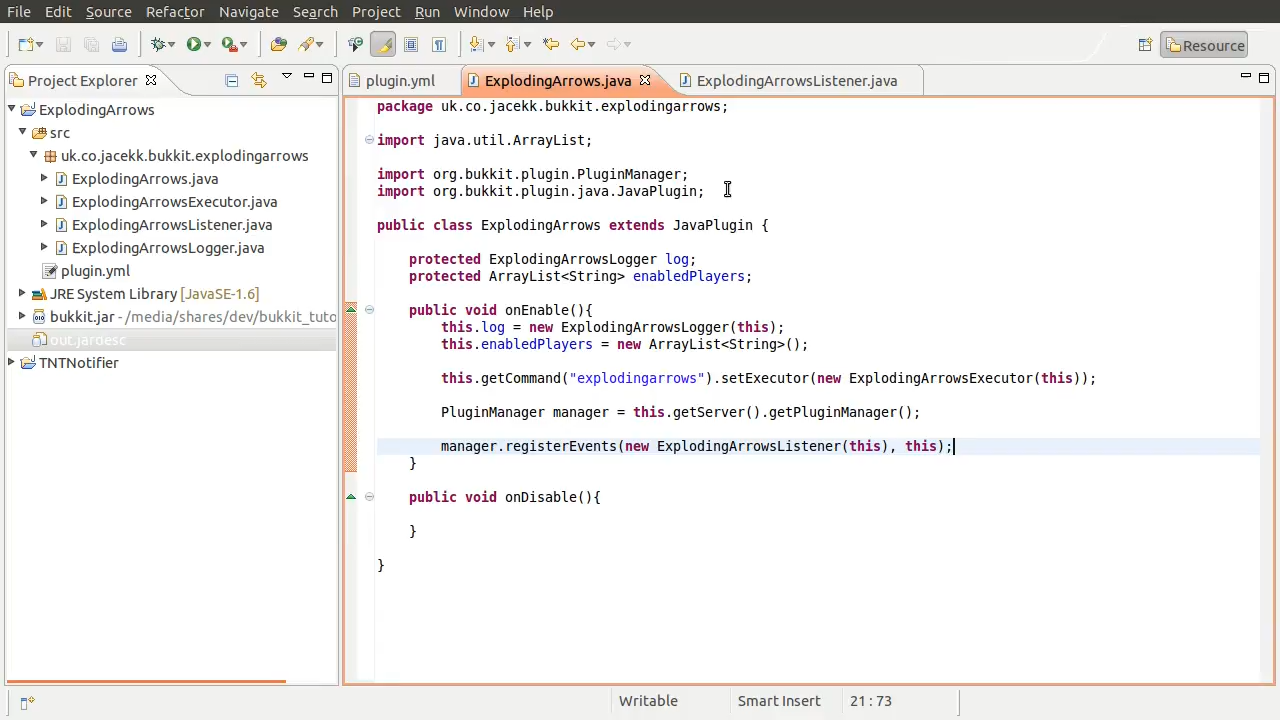 File Edit Source Refactor Navigate Search Project Run Window Help
Resource
Project Explorer
plugin.yml
ExplodingArrows.java
ExplodingArrowsListener.java
ExplodingArrows
src
uk.co.jacekk.bukkit.explodingarrows
ExplodingArrows.java
ExplodingArrowsExecutor.java
ExplodingArrowsListener.java
ExplodingArrowsLogger.java
plugin.yml
JRE System Library [JavaSE-1.6]
bukkit.jar - /media/shares/dev/bukkit_tuto
out.jardesc
TNTNotifier
package uk.co.jacekk.bukkit.explodingarrows;
import java.util.ArrayList;
import org.bukkit.plugin.PluginManager;
import org.bukkit.plugin.java.JavaPlugin;
public class ExplodingArrows extends JavaPlugin {
protected ExplodingArrowsLogger log;
protected ArrayList<String> enabledPlayers;
public void onEnable(){
this.log = new ExplodingArrowsLogger(this);
this.enabledPlayers = new ArrayList<String>();
this.getCommand("explodingarrows").setExecutor(new ExplodingArrowsExecutor(this));
PluginManager manager = this.getServer().getPluginManager();
manager.registerEvents(new ExplodingArrowsListener(this), this);
}
public void onDisable(){
}
}
Writable
Smart Insert
21 : 73